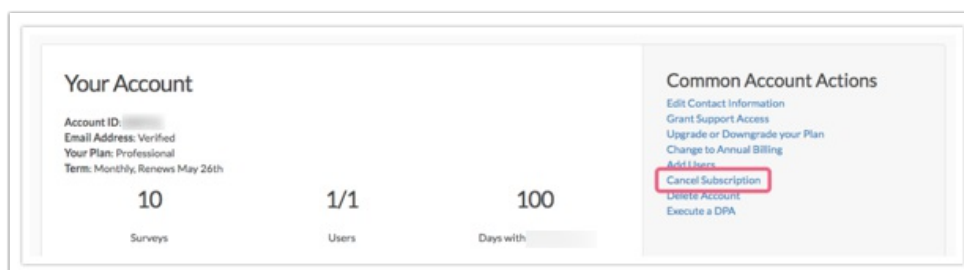 Your Account
Account ID:
Email Address: Verified
Your Plan: Professional
Term: Monthly, Renews May 26th
10
1/1
100
Surveys
Users
Days with
Common Account Actions
Edit Contact Information
Grant Support Access
Upgrade or Downgrade your Plan
Change to Annual Billing
Add Users
Cancel Subscription
Delete Account
Execute a DPA